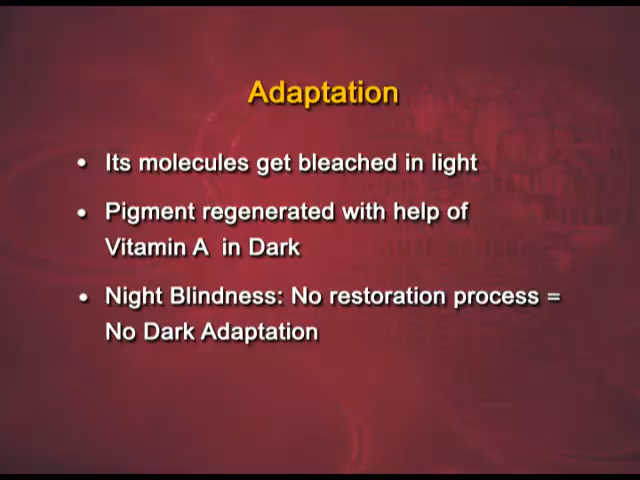 Adaptation
• Its molecules get bleached in light
• Pigment regenerated with help of
Vitamin A in Dark
• Night Blindness: No restoration process =
No Dark Adaptation